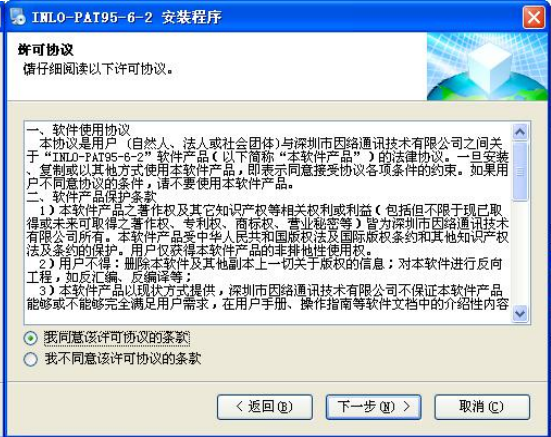 INLO-PAT95-6-2 安装程序
许可协议
请仔细阅读以下许可协议。
一、软件使用协议
本协议是用户 （自然人、法人或社会团体)与深圳市因络通讯技术有限公司之间关
于“INLO-PAT95-6-2”软件产品(以下简称“本软件产品”)的法律协议。一旦安装
、复制或以其他方式使用本软件产品,即表示同意接受协议各项条件的约束。如果用
户不同意协议的条件,请不要使用本软件产品。
二、软件产品保护条款
1)本软件产品之著作权及其它知识产权等相关权利或利益(包括但不限于现已取
得或未来可取得之著作权、专利权、商标权、营业秘密等)皆为深圳市因络通讯技术
有限公司所有。本软件产品受中华人民共和国版权法及国际版权条约和其他知识产权
法及条约的保护。用户仅获得本软件产品的非排他性使用权。
2)用户不得:删除本软件及其他副本上一切关于版权的信息;对本软件进行反向
工程,如反汇编、反编译等;
3)本软件产品以现状方式提供,深圳市因络通讯技术有限公司不保证本软件产品
能够或不能够完全满足用户需求,在用户手册、操作指南等软件文档中的介绍性内容
我同意该许可协议的条款
我不同意该许可协议的条款
< 返回(B)
下一步(N) >
取消(C)